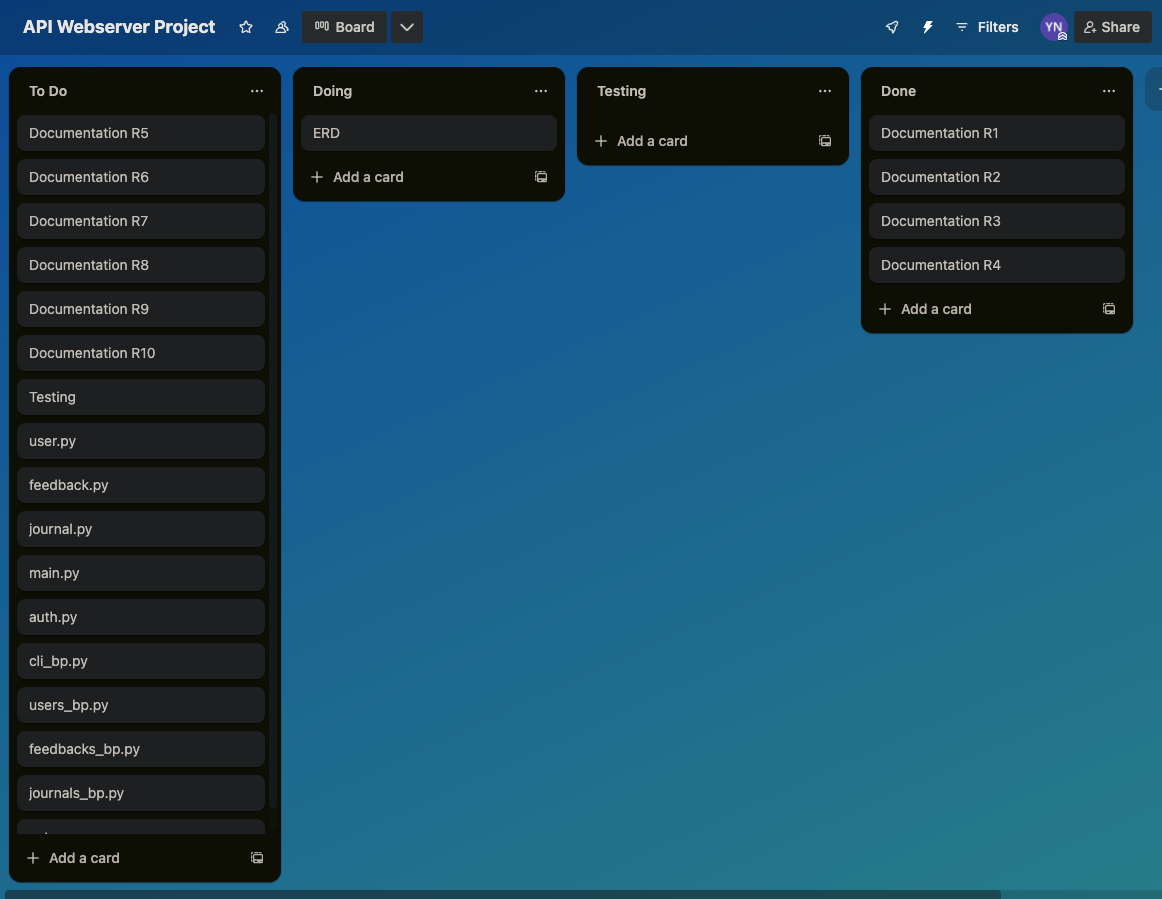 API Webserver Project
Board
Filters
YN
Share
To Do
Documentation R5
Documentation R6
Documentation R7
Documentation R8
Documentation R9
Documentation R10
Testing
user.py
feedback.py
journal.py
main.py
auth.py
cli_bp.py
users_bp.py
feedbacks_bp.py
journals_bp.py
Add a card
Doing
ERD
Add a card
Testing
Add a card
Done
Documentation R1
Documentation R2
Documentation R3
Documentation R4
Add a card